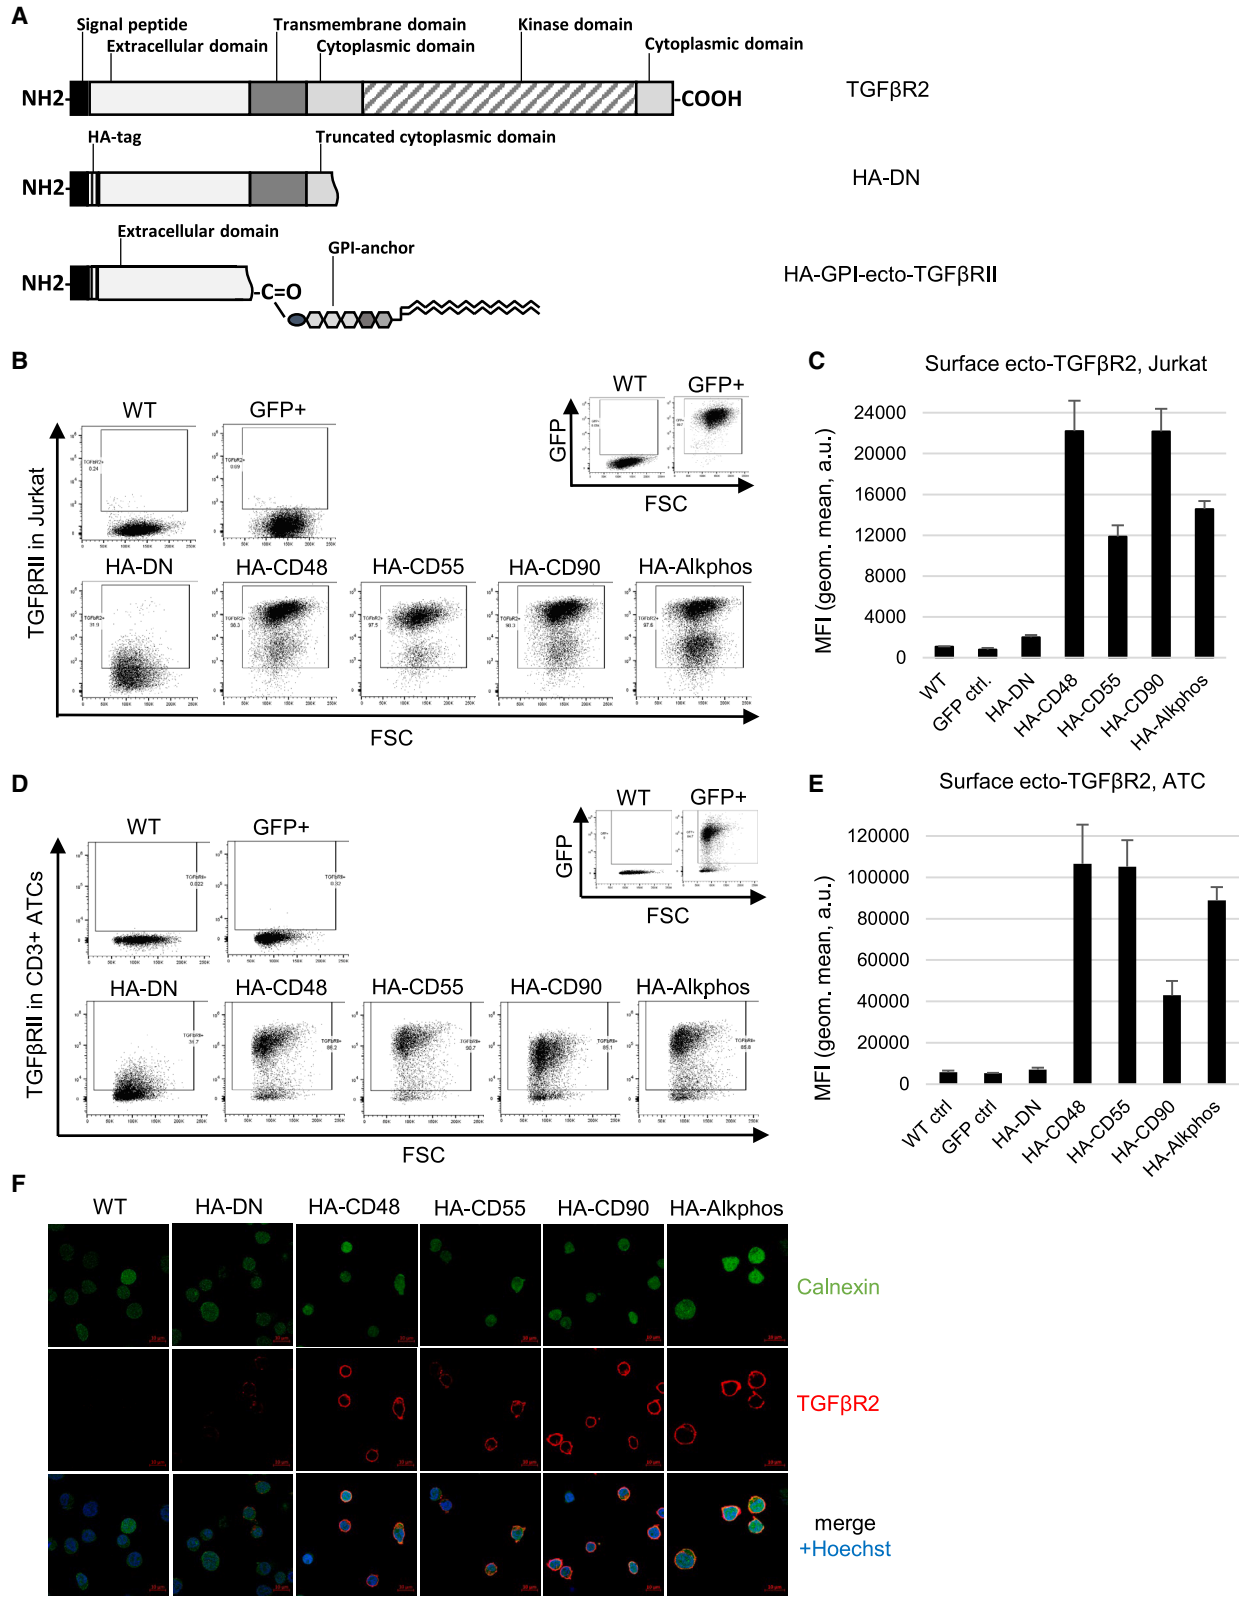 A
Signal peptide
Transmembrane domain
Kinase domain
Extracellular domain
Cytoplasmic domain
Cytoplasmic domain
NH2-
-COOH
TGFβR2
HA-tag
Truncated cytoplasmic domain
NH2-
HA-DN
Extracellular domain
GPI-anchor
NH2-
-C=O
HA-GPI-ecto-TGFβRII
B
WT
GFP+
WT
GFP+
GFP
FSC
TGFβRII in Jurkat
HA-DN
HA-CD48
HA-CD55
HA-CD90
HA-Alkphos
FSC
C
Surface ecto-TGFβR2, Jurkat
MFI (geom. mean, a.u.)
24000
20000
16000
12000
8000
4000
0
WT
GFP ctrl.
HA-DN
HA-CD48
HA-CD55
HA-CD90
HA-Alkphos
D
WT
GFP+
WT
GFP+
GFP
FSC
TGFβRII in CD3+ ATCs
HA-DN
HA-CD48
HA-CD55
HA-CD90
HA-Alkphos
FSC
E
Surface ecto-TGFβR2, ATC
MFI (geom. mean, a.u.)
120000
100000
80000
60000
40000
20000
0
WT ctrl
GFP ctrl
HA-DN
HA-CD48
HA-CD55
HA-CD90
HA-Alkphos
F
WT
HA-DN
HA-CD48
HA-CD55
HA-CD90
HA-Alkphos
Calnexin
TGFβR2
merge
+Hoechst